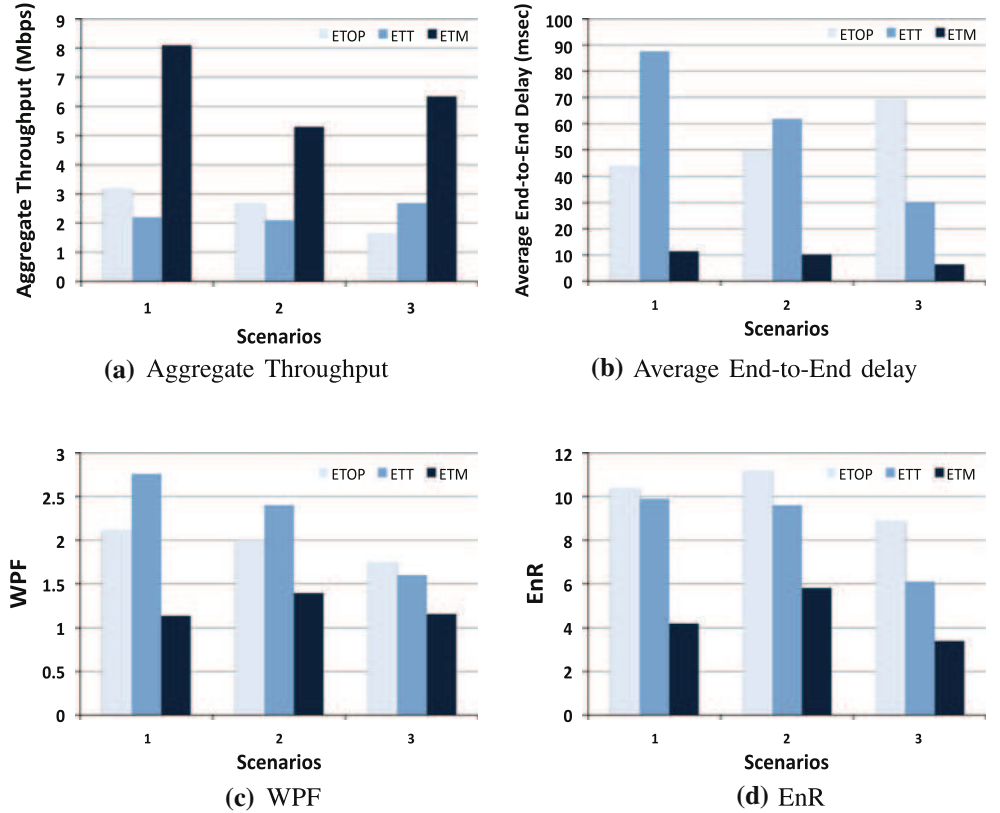 Aggregate Throughput (Mbps)
9
8
7
6
5
4
3
2
1
0
ETOP ETT ETM
1 2 3
Scenarios
(a) Aggregate Throughput
Average End-to-End Delay (msec)
100
90
80
70
60
50
40
30
20
10
0
ETOP ETT ETM
1 2 3
Scenarios
(b) Average End-to-End delay
WPF
3
2.5
2
1.5
1
0.5
0
ETOP ETT ETM
1 2 3
Scenarios
(c) WPF
EnR
12
10
8
6
4
2
0
ETOP ETT ETM
1 2 3
Scenarios
(d) EnR